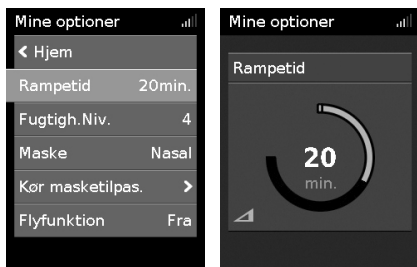 Mine optioner
Hjem
Rampetid 20min.
Fugtigh.Niv. 4
Maske Nasal
Kør masketilpas.
Flyfunktion Fra
Mine optioner
Rampetid
20
min.